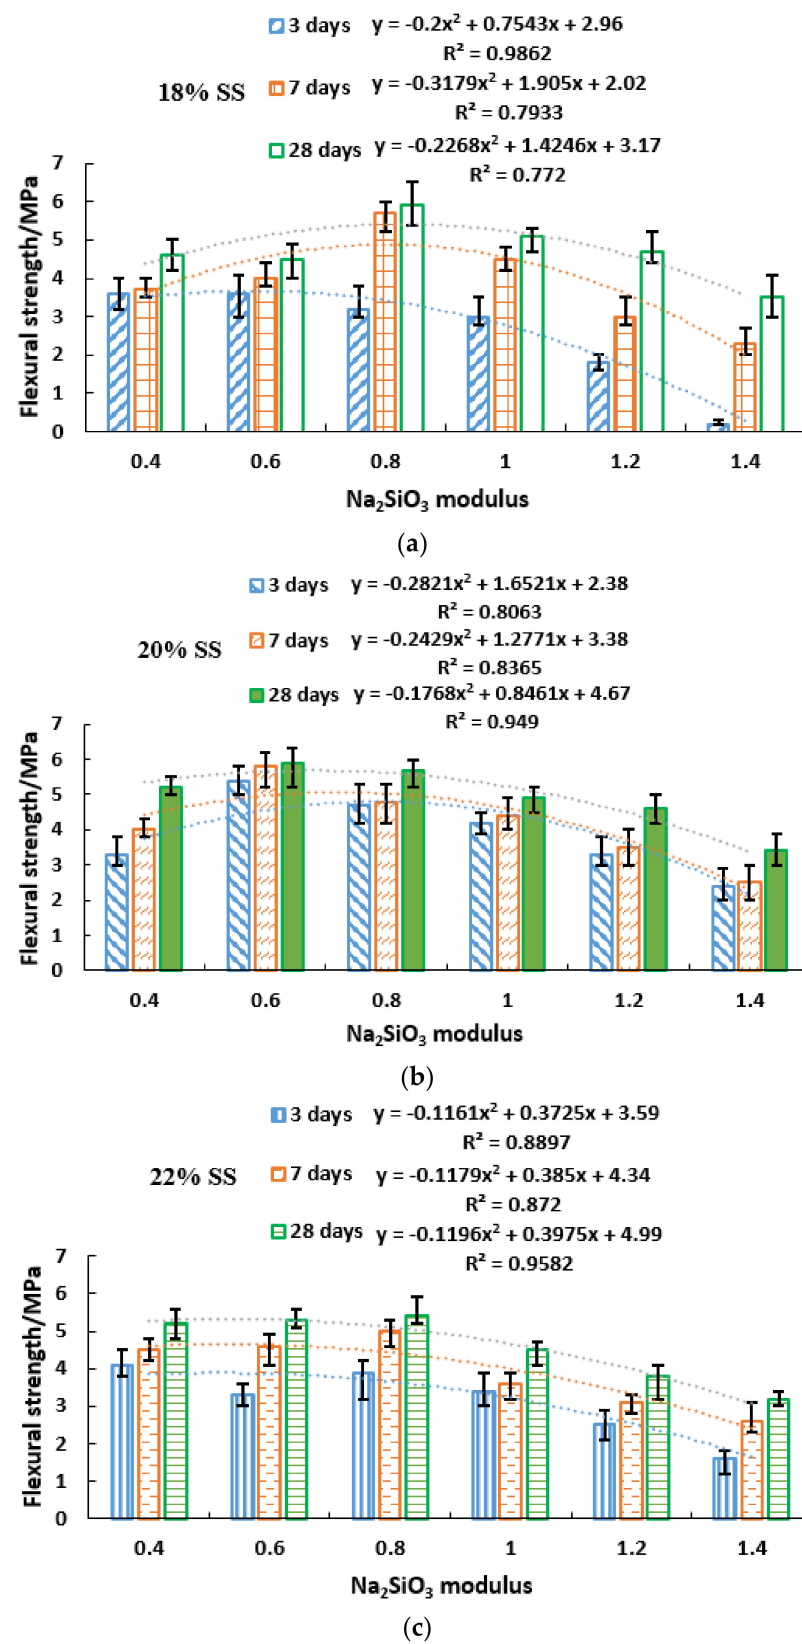 3 days y = -0.2x² + 0.7543x + 2.96
R² = 0.9862
18% SS
7 days y = -0.3179x² + 1.905x + 2.02
R² = 0.7933
28 days y = -0.2268x² + 1.4246x + 3.17
R² = 0.772
Flexural strength/MPa
7
6
5
4
3
2
1
0
0.4 0.6 0.8 1 1.2 1.4
Na₂SiO₃ modulus
(a)
3 days y = -0.2821x² + 1.6521x + 2.38
R² = 0.8063
20% SS
7 days y = -0.2429x² + 1.2771x + 3.38
R² = 0.8365
28 days y = -0.1768x² + 0.8461x + 4.67
R² = 0.949
Flexural strength/MPa
7
6
5
4
3
2
1
0
0.4 0.6 0.8 1 1.2 1.4
Na₂SiO₃ modulus
(b)
3 days y = -0.1161x² + 0.3725x + 3.59
R² = 0.8897
22% SS
7 days y = -0.1179x² + 0.385x + 4.34
R² = 0.872
28 days y = -0.1196x² + 0.3975x + 4.99
R² = 0.9582
Flexural strength/MPa
7
6
5
4
3
2
1
0
0.4 0.6 0.8 1 1.2 1.4
Na₂SiO₃ modulus
(c)